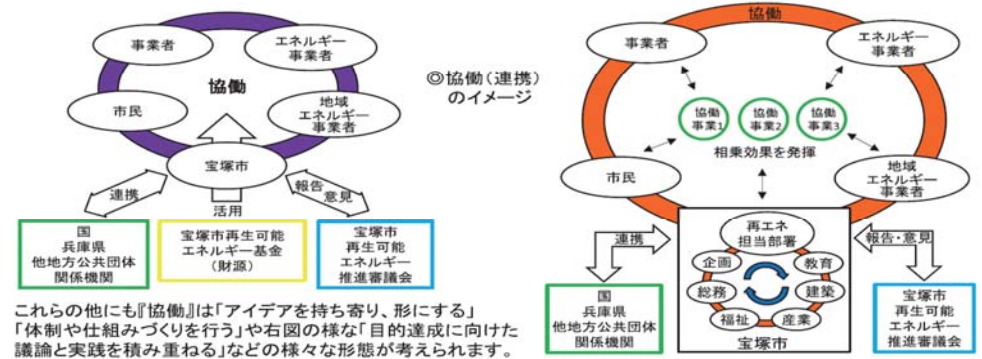 事業者
エネルギー
事業者
協働
市民
地域
エネルギー
事業者
宝塚市
連携
活用
報告
意見
国
兵庫県
他地方公共団体
関係機関
宝塚市再生可能
エネルギー基金
(財源)
宝塚市
再生可能
エネルギー
推進審議会
これらの他にも『協働』は「アイデアを持ち寄り、形にする」
「体制や仕組みづくりを行う」や右図の様な「目的達成に向けた
議論と実践を積み重ねる」などの様々な形態が考えられます。
◎協働(連携)
のイメージ
協働
事業者
エネルギー
事業者
協働
事業1
協働
事業2
協働
事業3
相乗効果を発揮
市民
地域
エネルギー
事業者
再エネ
担当部署
企画
教育
総務
建築
福祉
産業
宝塚市
連携
報告・意見
国
兵庫県
他地方公共団体
関係機関
宝塚市
再生可能
エネルギー
推進審議会